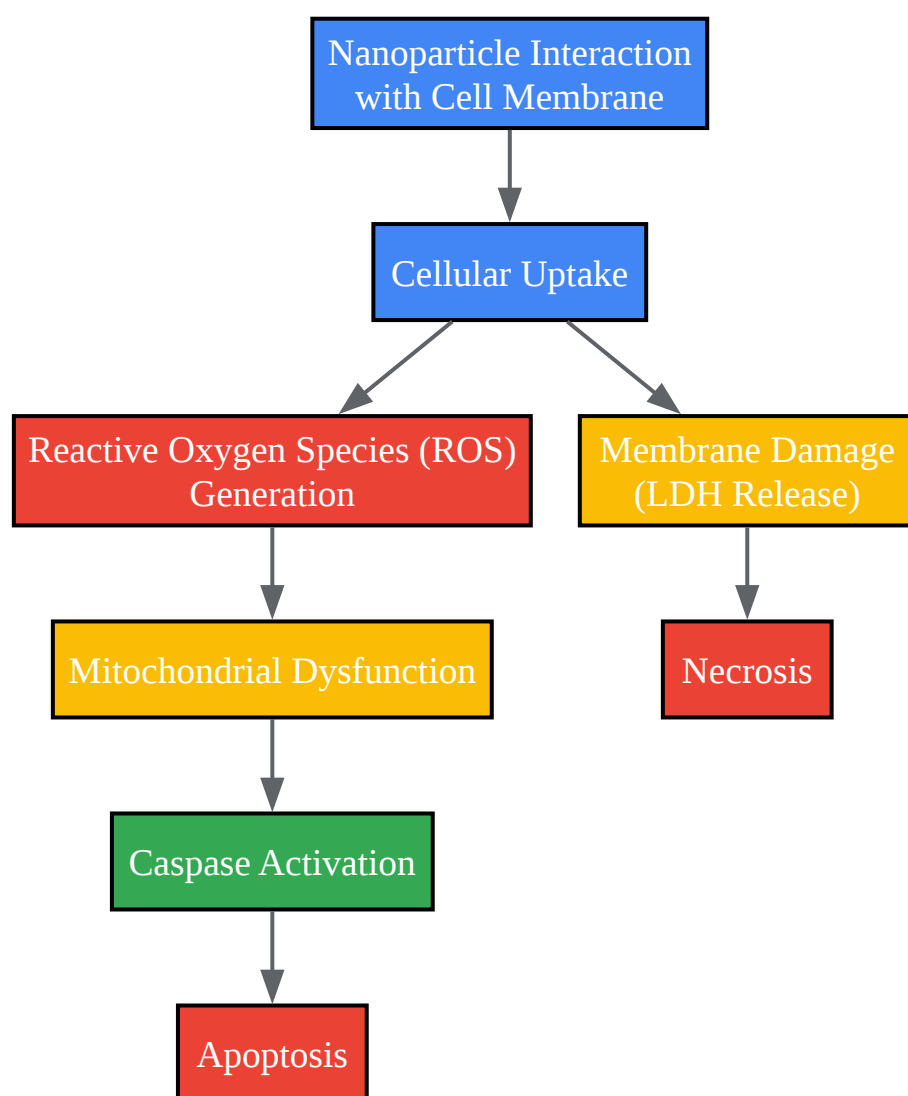 Nanoparticle Interaction
with Cell Membrane
Cellular Uptake
Reactive Oxygen Species (ROS)
Generation
Membrane Damage
(LDH Release)
Mitochondrial Dysfunction
Necrosis
Caspase Activation
Apoptosis